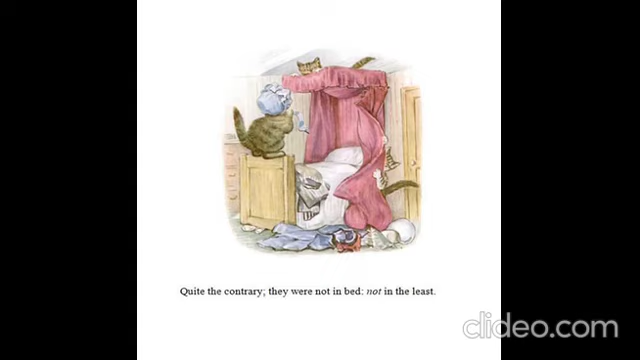 Quite the contrary; they were not in bed: not in the least.
clideo.com